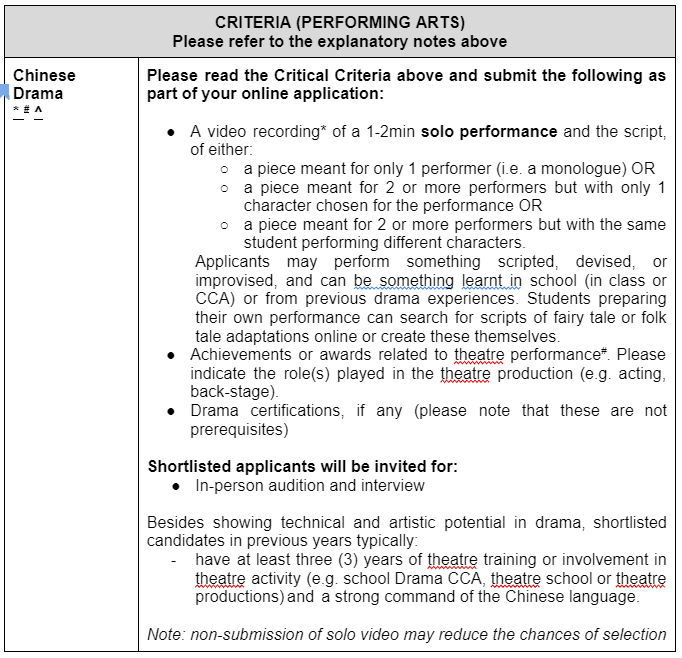 CRITERIA (PERFORMING ARTS)
Please refer to the explanatory notes above
Chinese
Drama
* # ^
Please read the Critical Criteria above and submit the following as
part of your online application:
● A video recording* of a 1-2min solo performance and the script,
of either:
○ a piece meant for only 1 performer (i.e. a monologue) OR
○ a piece meant for 2 or more performers but with only 1
character chosen for the performance OR
○ a piece meant for 2 or more performers but with the same
student performing different characters.
Applicants may perform something scripted, devised, or
improvised, and can be something learnt in school (in class or
CCA) or from previous drama experiences. Students preparing
their own performance can search for scripts of fairy tale or folk
tale adaptations online or create these themselves.
● Achievements or awards related to theatre performance#. Please
indicate the role(s) played in the theatre production (e.g. acting,
back-stage).
● Drama certifications, if any (please note that these are not
prerequisites)
Shortlisted applicants will be invited for:
● In-person audition and interview
Besides showing technical and artistic potential in drama, shortlisted
candidates in previous years typically:
- have at least three (3) years of theatre training or involvement in
theatre activity (e.g. school Drama CCA, theatre school or theatre
productions) and a strong command of the Chinese language.
Note: non-submission of solo video may reduce the chances of selection